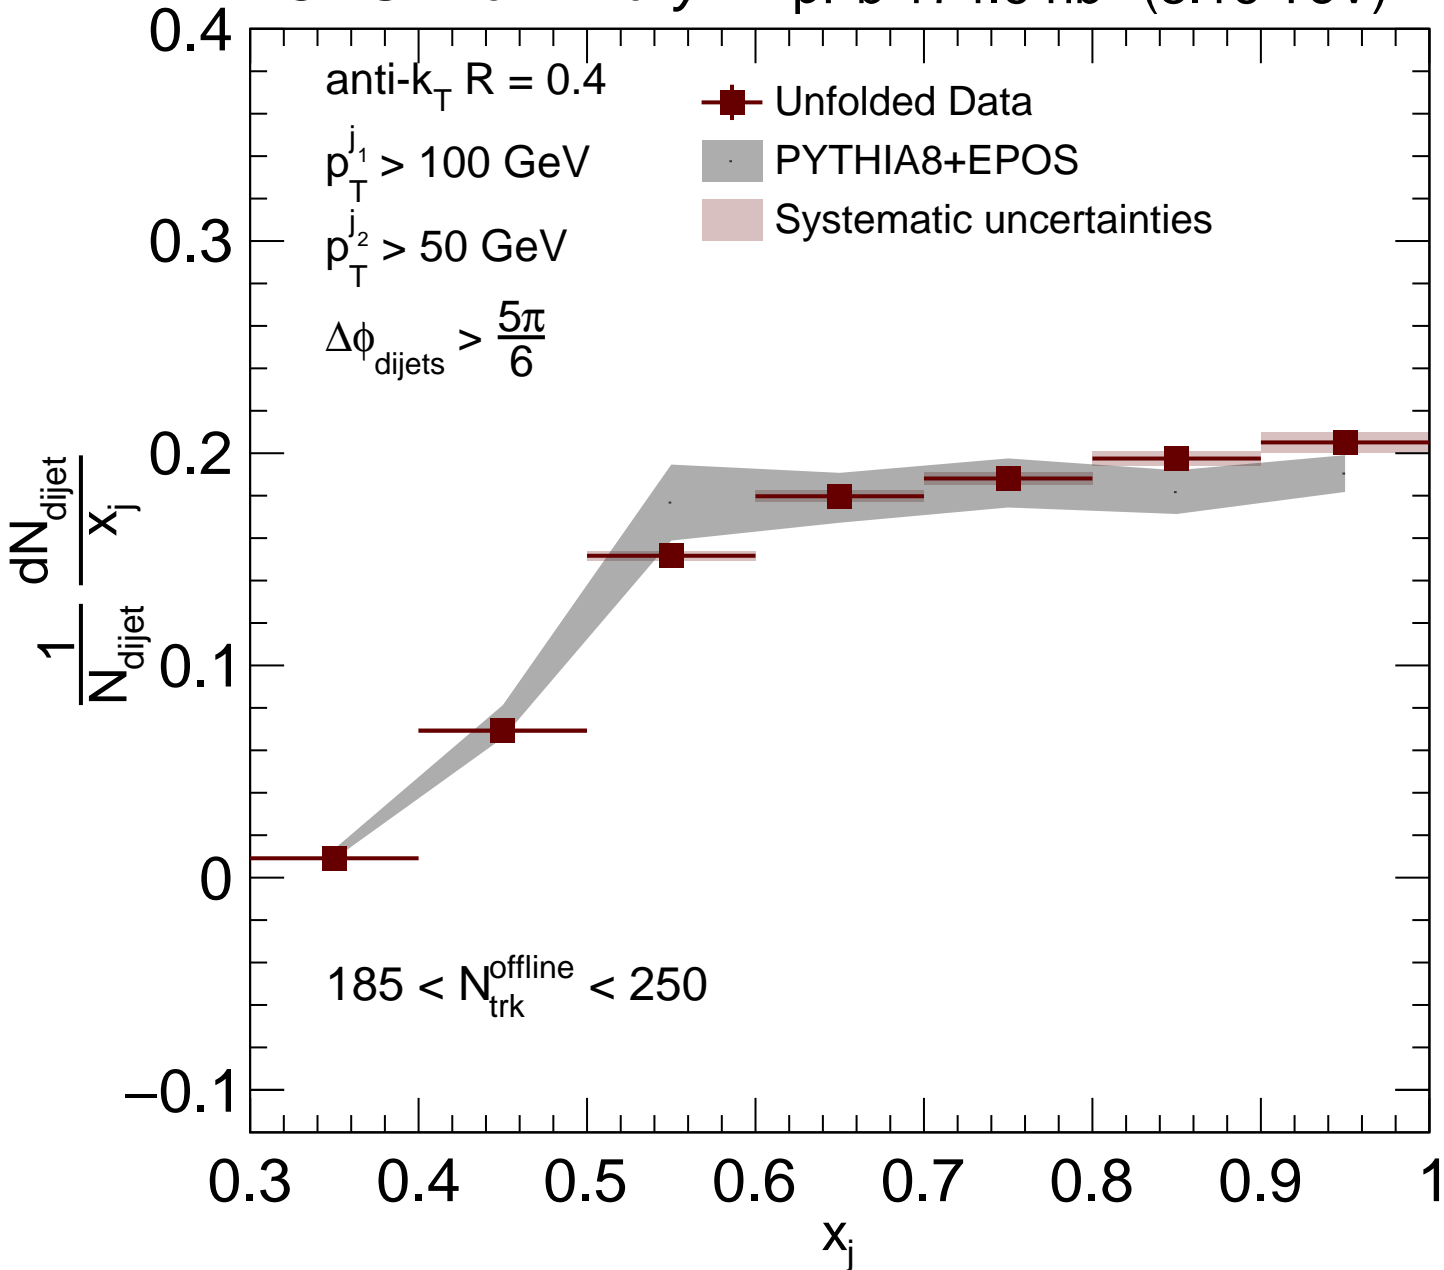 0.4
0.3
0.2
0.1
0
−0.1
0.3 0.4 0.5 0.6 0.7 0.8 0.9 1
x_j
1/N_dijet dN_dijet/x_j
anti-k_T R = 0.4
p_T^j_1 > 100 GeV
p_T^j_2 > 50 GeV
Δϕ_dijets > 5π/6
Unfolded Data
PYTHIA8+EPOS
Systematic uncertainties
185 < N_trk^offline < 250